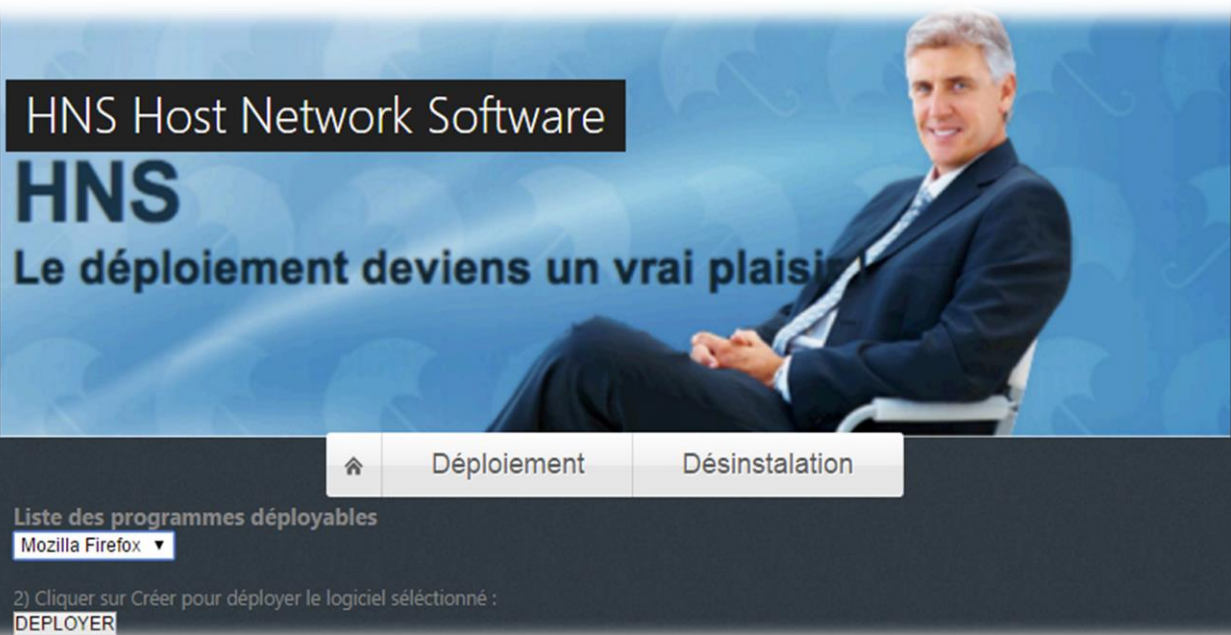 HNS Host Network Software
HNS
Le déploiement deviens un vrai plaisir !
Déploiement
Désinstalation
Liste des programmes déployables
Mozilla Firefox
2) Cliquer sur Créer pour déployer le logiciel séléctionné :
DEPLOYER